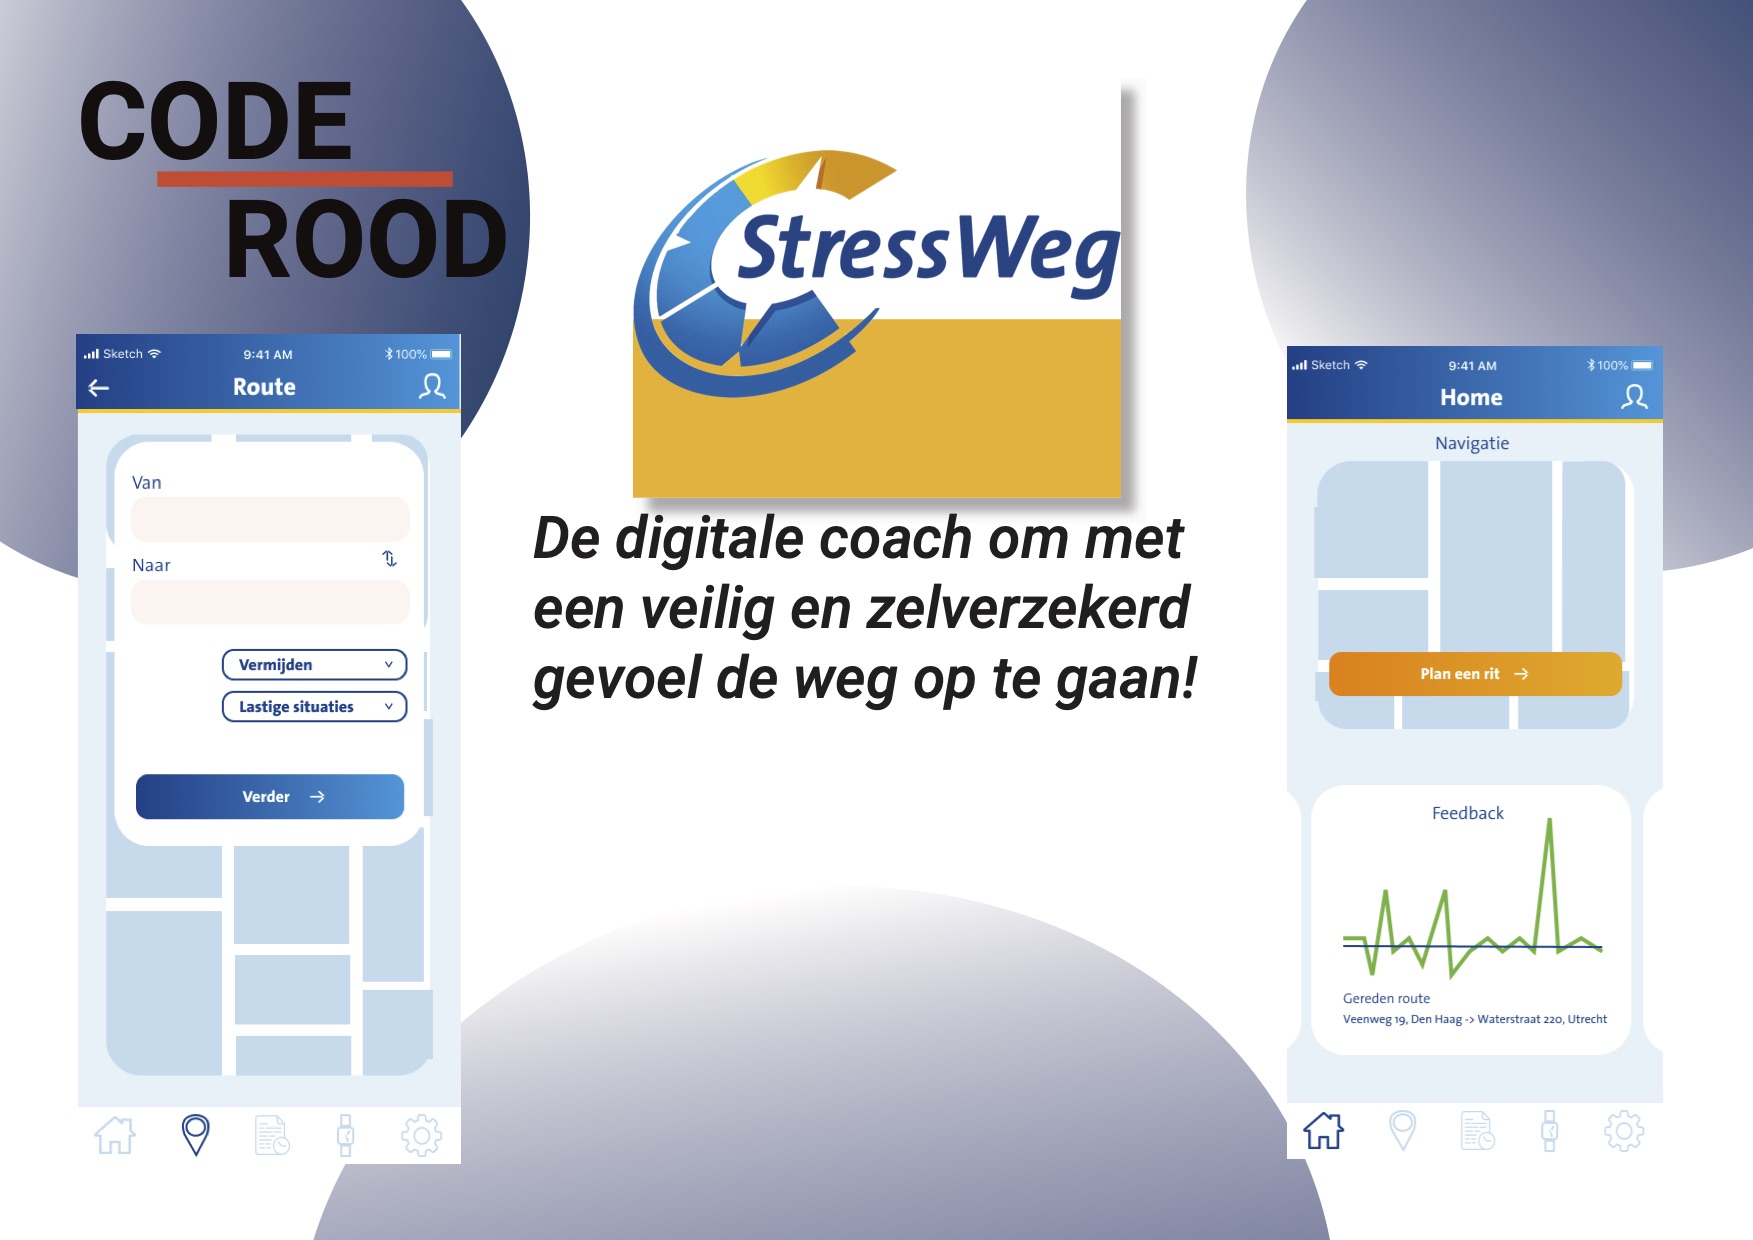 CODE
ROOD
StressWeg
De digitale coach om met
een veilig en zelverzekerd
gevoel de weg op te gaan!
Sketch 9:41 AM 100%
Route
Van
Naar
Vermijden
Lastige situaties
Verder
Sketch 9:41 AM 100%
Home
Navigatie
Plan een rit
Feedback
Gereden route
Veenweg 19, Den Haag -> Waterstraat 220, Utrecht